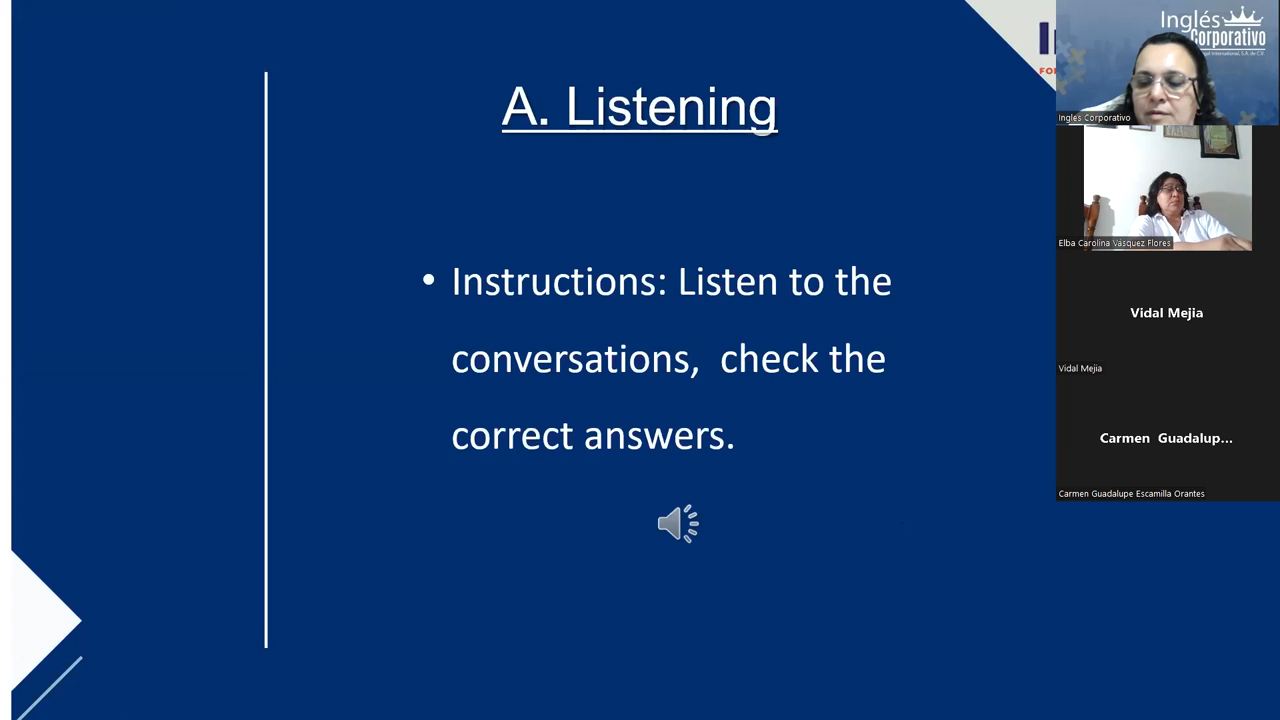 A. Listening
• Instructions: Listen to the
conversations, check the
correct answers.
Inglés
Corporativo
Inglés Corporativo
Elba Carolina Vásquez Flores
Vidal Mejia
Vidal Mejia
Carmen Guadalup...
Carmen Guadalupe Escamilla Orantes